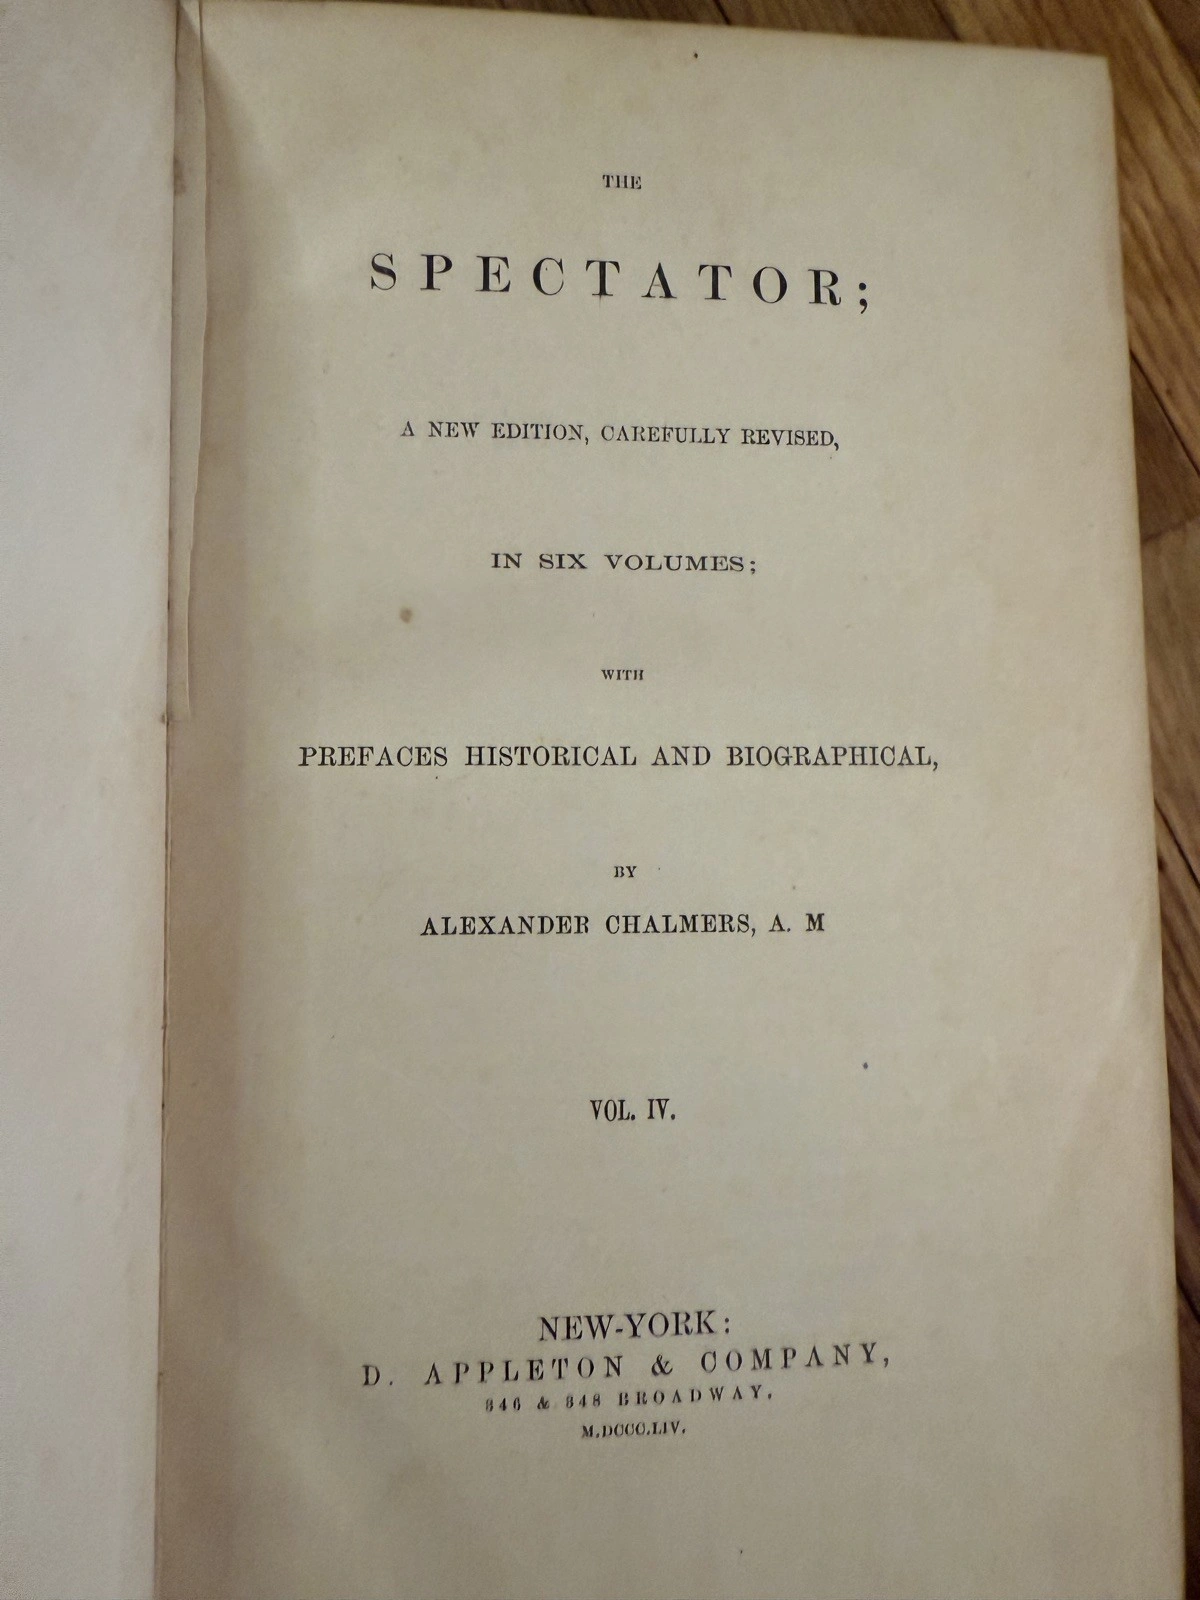 THE
SPECTATOR;
A NEW EDITION, CAREFULLY REVISED,
IN SIX VOLUMES;
WITH
PREFACES HISTORICAL AND BIOGRAPHICAL,
BY
ALEXANDER CHALMERS, A. M
VOL. IV.
NEW-YORK:
D. APPLETON & COMPANY,
346 & 348 BROADWAY.
M.DCCC.LIV.